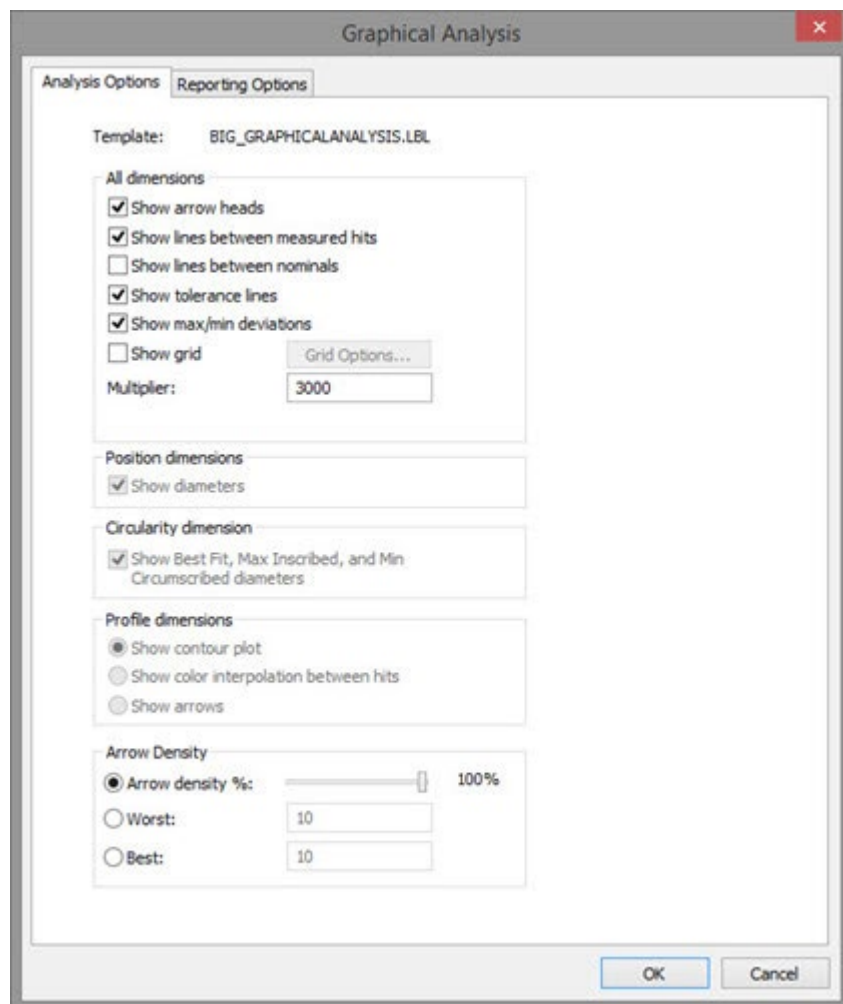 Graphical Analysis
Analysis Options
Reporting Options
Template: BIG_GRAPHICALANALYSIS.LBL
All dimensions
Show arrow heads
Show lines between measured hits
Show lines between nominals
Show tolerance lines
Show max/min deviations
Show grid Grid Options...
Multiplier: 3000
Position dimensions
Show diameters
Circularity dimension
Show Best Fit, Max Inscribed, and Min
Circumscribed diameters
Profile dimensions
Show contour plot
Show color interpolation between hits
Show arrows
Arrow Density
Arrow density %: 100%
Worst: 10
Best: 10
OK Cancel